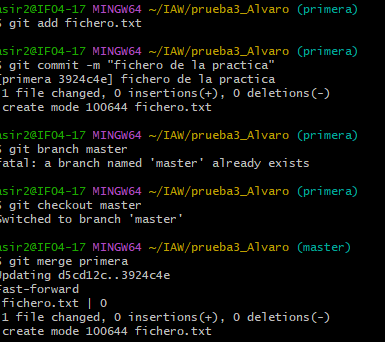 asir2@IF04-17 MINGW64 ~/IAW/prueba3_Alvaro (primera)
$ git add fichero.txt
asir2@IF04-17 MINGW64 ~/IAW/prueba3_Alvaro (primera)
$ git commit -m "fichero de la practica"
[primera 3924c4e] fichero de la practica
1 file changed, 0 insertions(+), 0 deletions(-)
create mode 100644 fichero.txt
asir2@IF04-17 MINGW64 ~/IAW/prueba3_Alvaro (primera)
$ git branch master
fatal: a branch named 'master' already exists
asir2@IF04-17 MINGW64 ~/IAW/prueba3_Alvaro (primera)
$ git checkout master
Switched to branch 'master'
asir2@IF04-17 MINGW64 ~/IAW/prueba3_Alvaro (master)
$ git merge primera
Updating d5cd12c..3924c4e
Fast-forward
fichero.txt | 0
1 file changed, 0 insertions(+), 0 deletions(-)
create mode 100644 fichero.txt